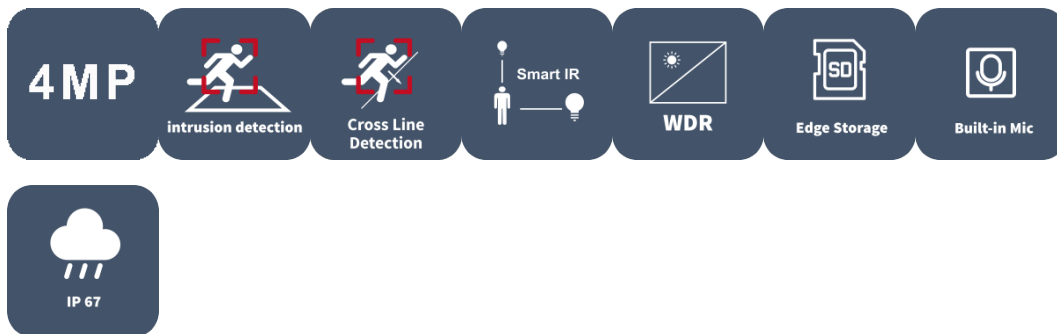 4MP
intrusion detection
Cross Line
Detection
Smart IR
WDR
SD
Edge Storage
Built-in Mic
IP 67